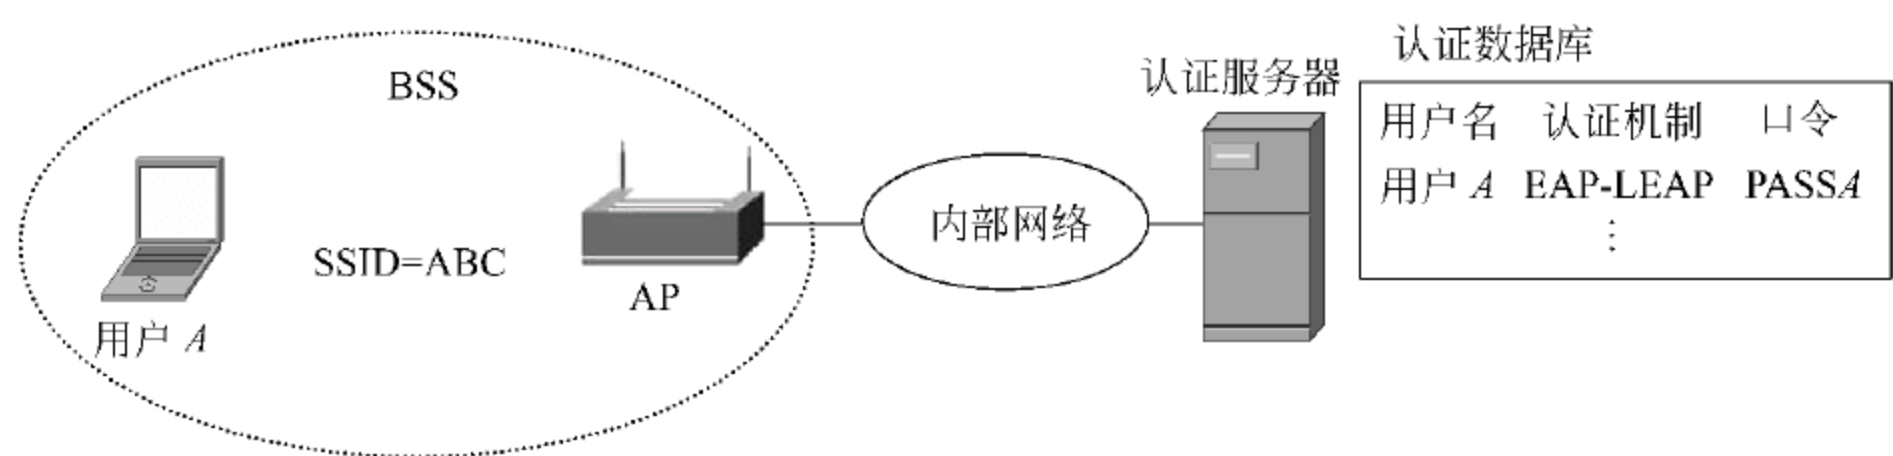 认证数据库
BSS
认证服务器
用户名 认证机制 口令
用户 A EAP-LEAP PASSA
⋮
内部网络
SSID=ABC
AP
用户 A